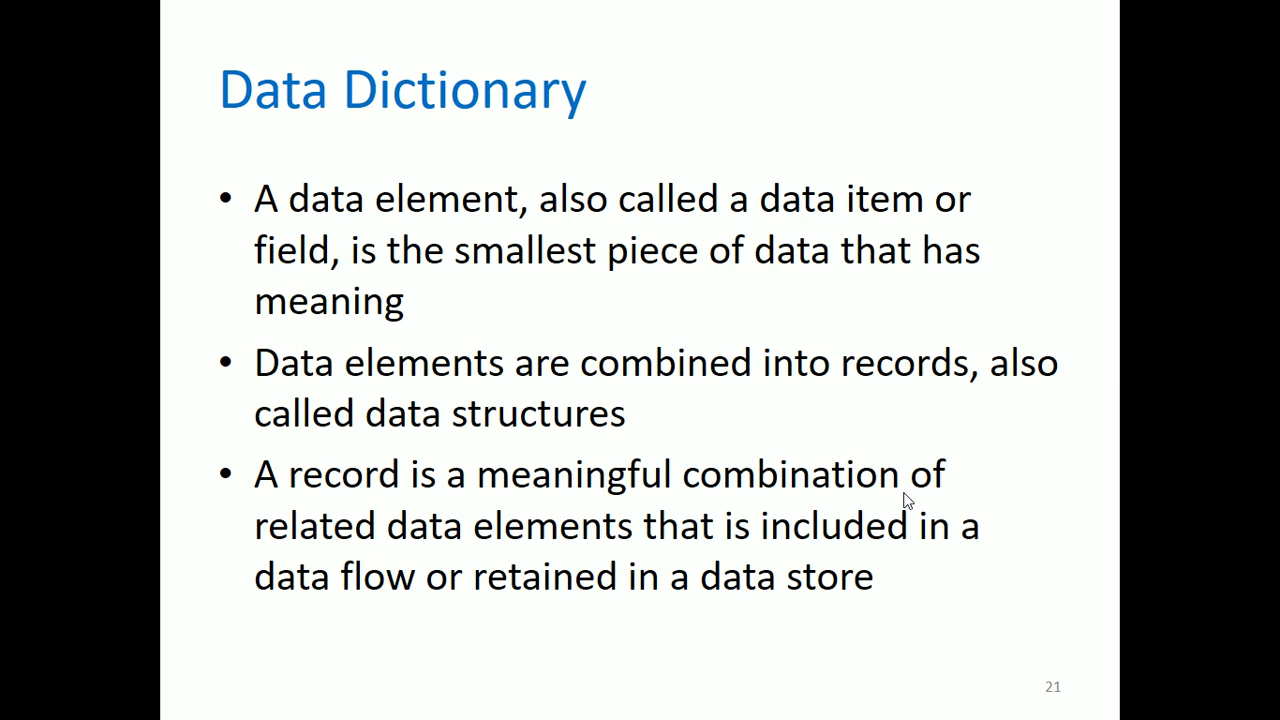 Data Dictionary
• A data element, also called a data item or
field, is the smallest piece of data that has
meaning
• Data elements are combined into records, also
called data structures
• A record is a meaningful combination of
related data elements that is included in a
data flow or retained in a data store
21